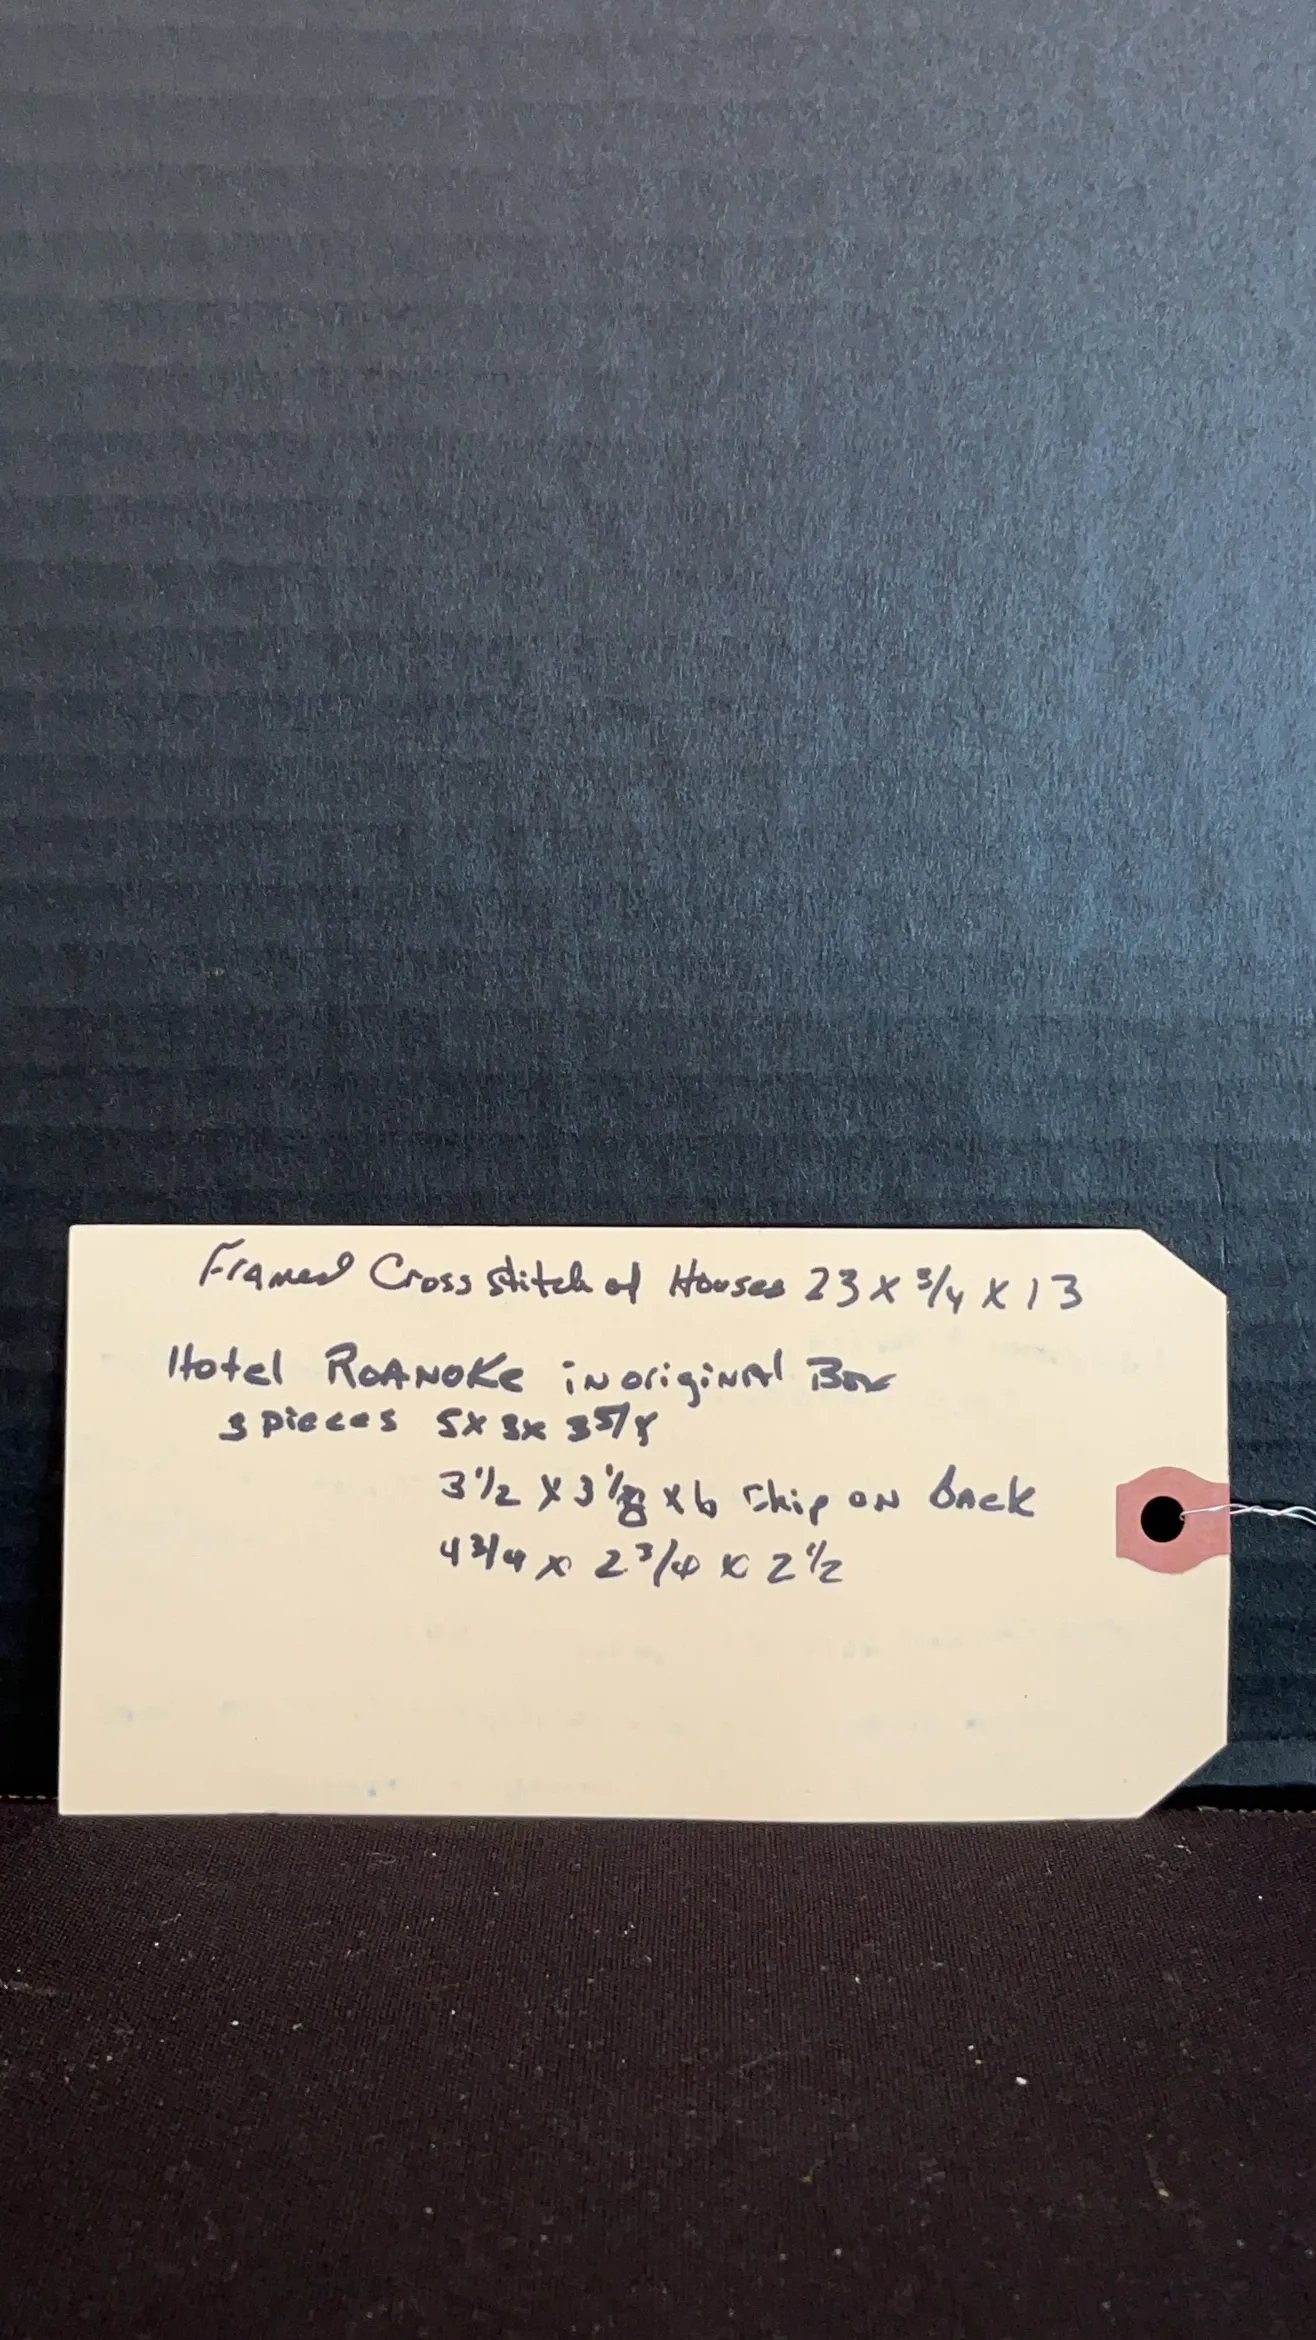 Framed Cross stitch of Houses 23 x 3/4 x 13
Hotel ROANOKE in original Box
3 pieces 5 x 3 x 3 5/8
3 1/2 x 3 1/8 x 6 Chip on Back
4 3/4 x 2 3/4 x 2 1/2